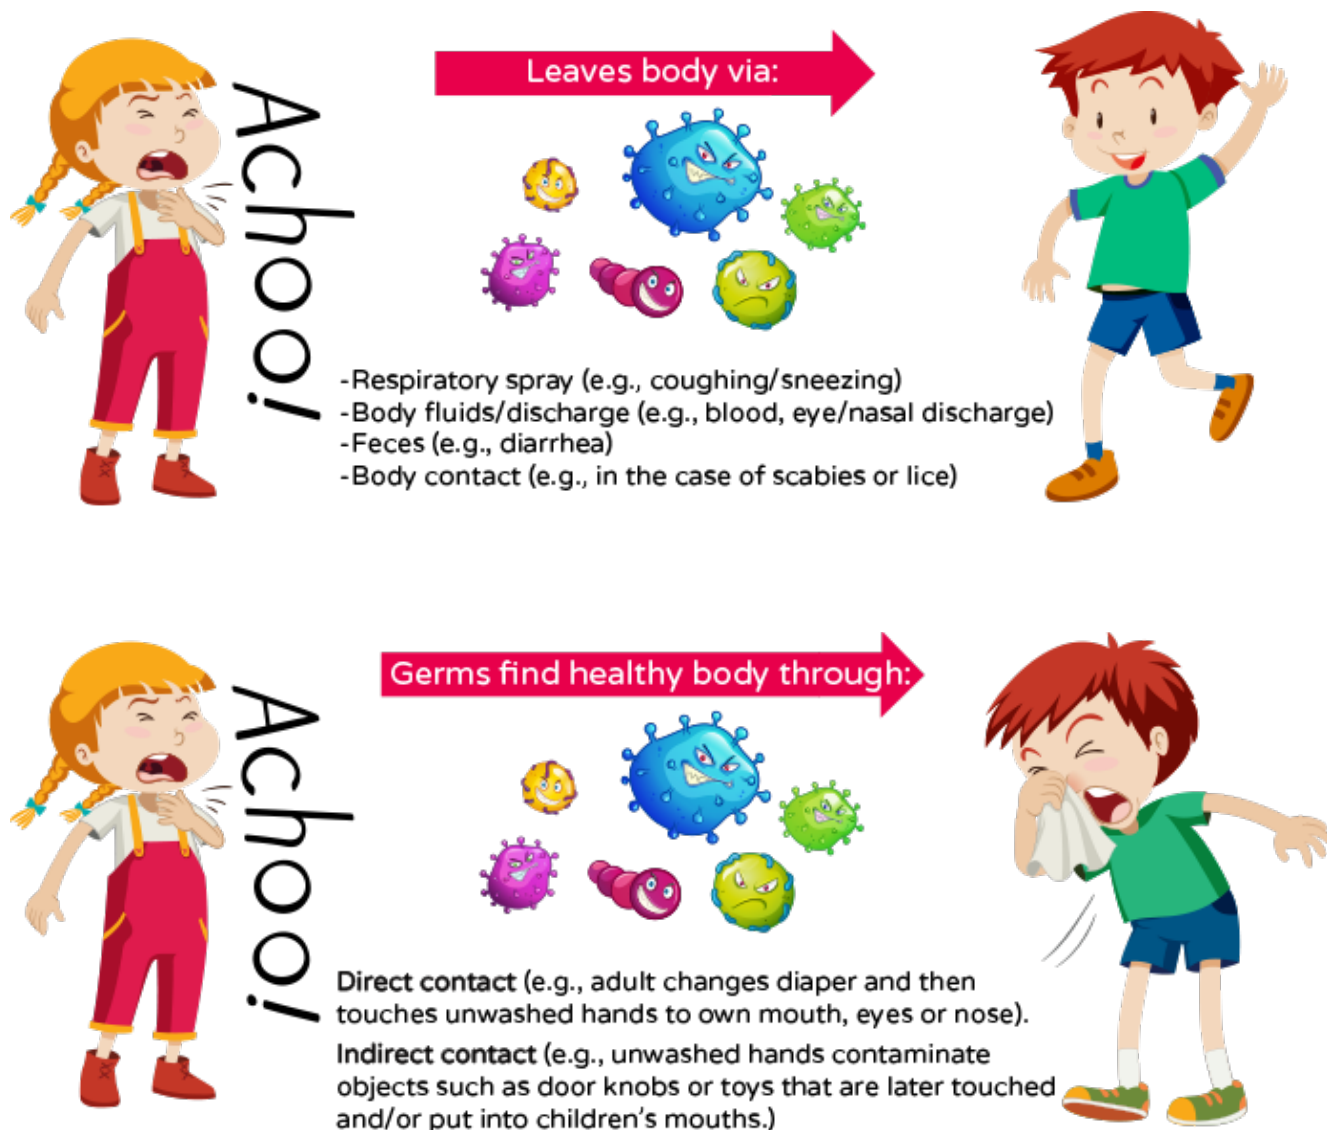 Achoo!
Leaves body via:
-Respiratory spray (e.g., coughing/sneezing)
-Body fluids/discharge (e.g., blood, eye/nasal discharge)
-Feces (e.g., diarrhea)
-Body contact (e.g., in the case of scabies or lice)
Achoo!
Germs find healthy body through:
Direct contact (e.g., adult changes diaper and then
touches unwashed hands to own mouth, eyes or nose).
Indirect contact (e.g., unwashed hands contaminate
objects such as door knobs or toys that are later touched
and/or put into children's mouths.)